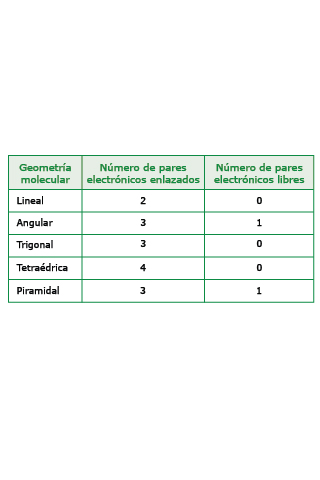 Geometría molecular Número de pares electrónicos enlazados Número de pares electrónicos libres
Lineal 2 0
Angular 3 1
Trigonal 3 0
Tetraédrica 4 0
Piramidal 3 1